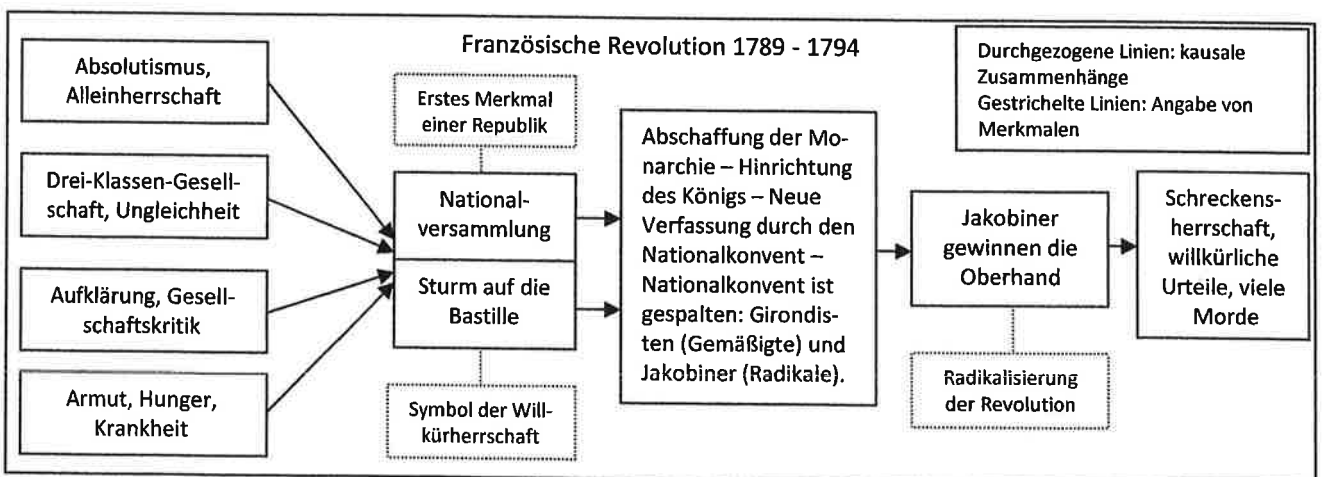 Französische Revolution 1789 - 1794
Durchgezogene Linien: kausale
Zusammenhänge
Gestrichelte Linien: Angabe von
Merkmalen
Absolutismus,
Alleinherrschaft
Drei-Klassen-Gesell-
schaft, Ungleichheit
Aufklärung, Gesell-
schaftskritik
Armut, Hunger,
Krankheit
Erstes Merkmal
einer Republik
National-
versammlung
Sturm auf die
Bastille
Symbol der Will-
kürherrschaft
Abschaffung der Mo-
narchie – Hinrichtung
des Königs – Neue
Verfassung durch den
Nationalkonvent –
Nationalkonvent ist
gespalten: Girondis-
ten (Gemäßigte) und
Jakobiner (Radikale).
Jakobiner
gewinnen die
Oberhand
Radikalisierung
der Revolution
Schreckens-
herrschaft,
willkürliche
Urteile, viele
Morde